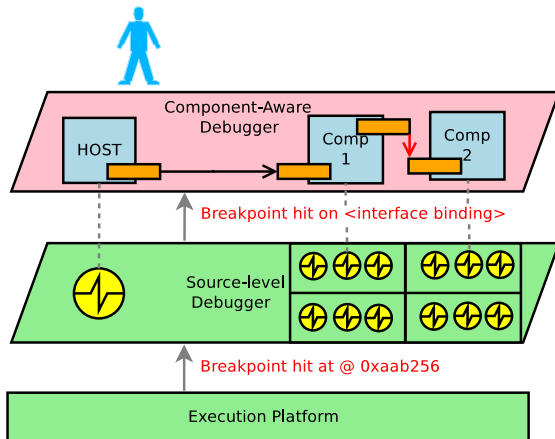 Component-Aware
Debugger
HOST
Comp
1
Comp
2
Breakpoint hit on <interface binding>
Source-level
Debugger
Breakpoint hit at @ 0xaab256
Execution Platform